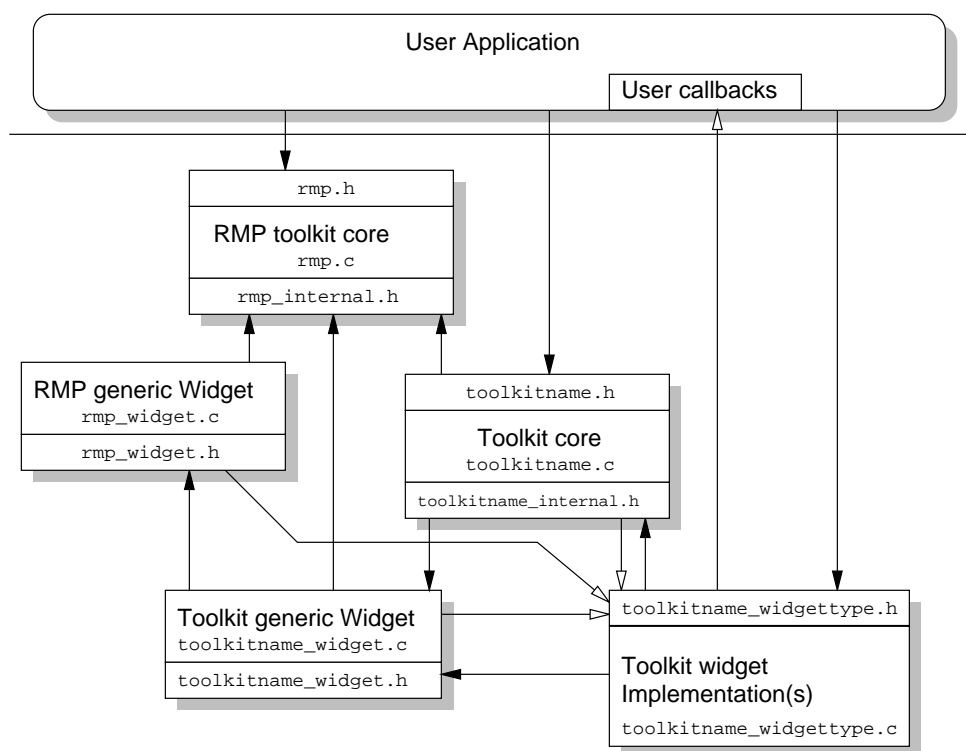 User Application
User callbacks
rmp.h
RMP toolkit core
rmp.c
rmp_internal.h
RMP generic Widget
rmp_widget.c
rmp_widget.h
toolkitname.h
Toolkit core
toolkitname.c
toolkitname_internal.h
Toolkit generic Widget
toolkitname_widget.c
toolkitname_widget.h
toolkitname_widgettype.h
Toolkit widget
Implementation(s)
toolkitname_widgettype.c